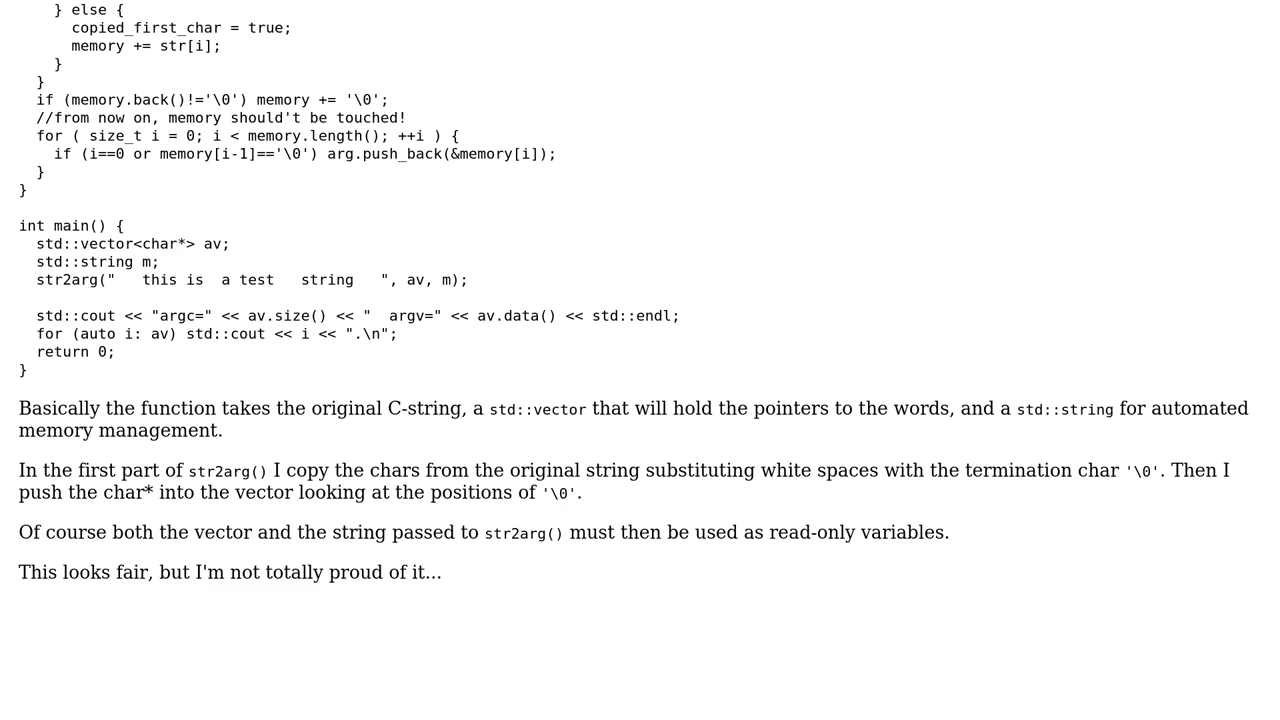 } else {
      copied_first_char = true;
      memory += str[i];
    }
  }
  if (memory.back()!='\0') memory += '\0';
  //from now on, memory should't be touched!
  for ( size_t i = 0; i < memory.length(); ++i ) {
    if (i==0 or memory[i-1]=='\0') arg.push_back(&memory[i]);
  }
}

int main() {
  std::vector<char*> av;
  std::string m;
  str2arg("   this is  a test   string   ", av, m);

  std::cout << "argc=" << av.size() << "  argv=" << av.data() << std::endl;
  for (auto i: av) std::cout << i << ".\n";
  return 0;
}
Basically the function takes the original C-string, a std::vector that will hold the pointers to the words, and a std::string for automated
memory management.
In the first part of str2arg() I copy the chars from the original string substituting white spaces with the termination char '\0'. Then I
push the char* into the vector looking at the positions of '\0'.
Of course both the vector and the string passed to str2arg() must then be used as read-only variables.
This looks fair, but I'm not totally proud of it...